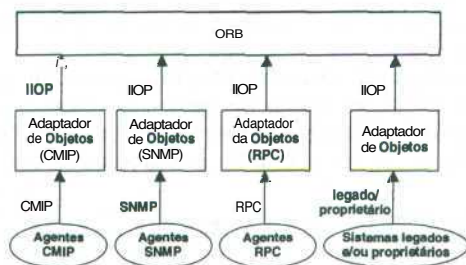 ORB
IIOP
IIOP
IIOP
IIOP
Adaptador
de Objetos
(CMIP)
Adaptador
de Objetos
(SNMP)
Adaptador
da Objetos
(RPC)
Adaptador
de Objetos
CMIP
SNMP
RPC
legado/
proprietário
Agentes
CMIP
Agentes
SNMP
Agentes
RPC
Sistemas legados
e/ou proprietários